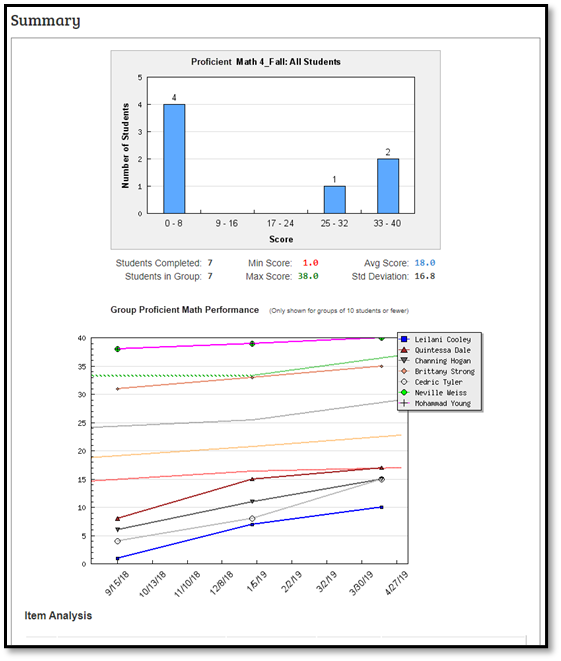 Summary
Proficient Math 4_Fall: All Students
Number of Students
5
4
3
2
1
0
4
1
2
0 - 8 9 - 16 17 - 24 25 - 32 33 - 40
Score
Students Completed: 7 Min Score: 1.0 Avg Score: 18.0
Students in Group: 7 Max Score: 38.0 Std Deviation: 16.8
Group Proficient Math Performance (Only shown for groups of 10 students or fewer)
40
35
30
25
20
15
10
5
0
Leilani Cooley
Quintessa Dale
Channing Hogan
Brittany Strong
Cedric Tyler
Neville Weiss
Mohammad Young
9/15/18 10/13/18 11/10/18 12/8/18 1/5/19 2/2/19 3/2/19 3/30/19 4/27/19
Item Analysis